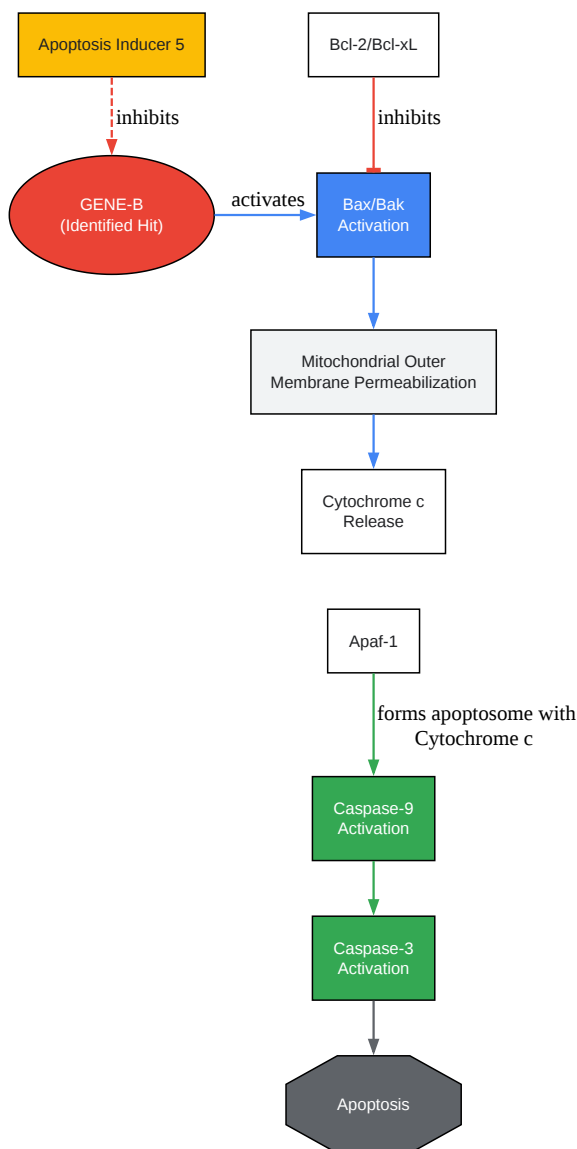 Apoptosis Inducer 5
Bcl-2/Bcl-xL
inhibits
inhibits
GENE-B
(Identified Hit)
activates
Bax/Bak
Activation
Mitochondrial Outer
Membrane Permeabilization
Cytochrome c
Release
Apaf-1
forms apoptosome with
Cytochrome c
Caspase-9
Activation
Caspase-3
Activation
Apoptosis